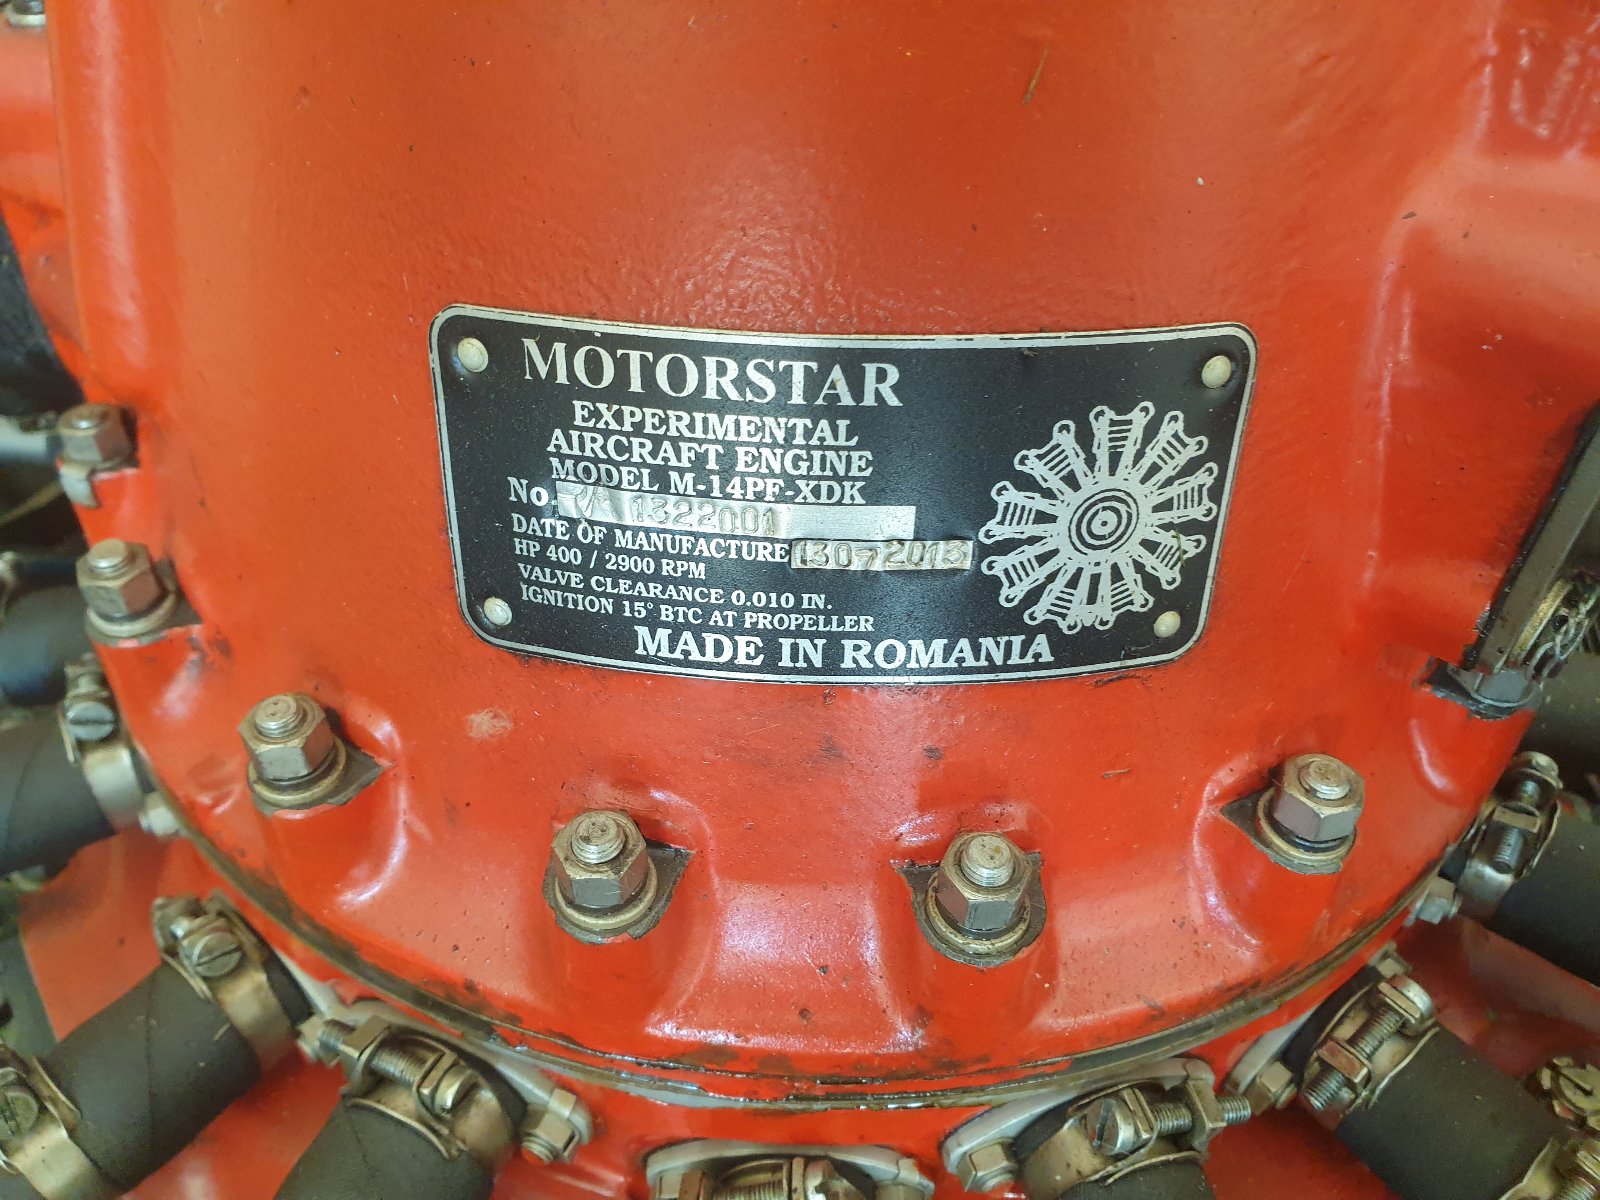 MOTORSTAR
EXPERIMENTAL
AIRCRAFT ENGINE
MODEL M-14PF-XDK
No. 1322001
DATE OF MANUFACTURE 2013
HP 400 / 2900 RPM
VALVE CLEARANCE 0.010 IN.
IGNITION 15° BTC AT PROPELLER
MADE IN ROMANIA